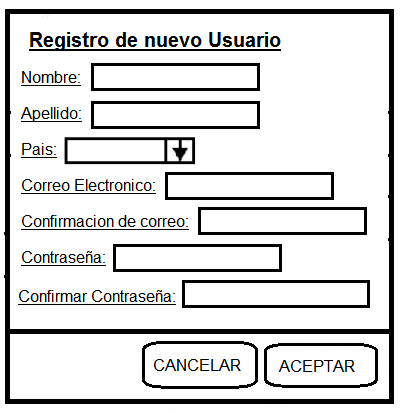 Registro de nuevo Usuario
Nombre:
Apellido:
Pais:
Correo Electronico:
Confirmacion de correo:
Contraseña:
Confirmar Contraseña:
CANCELAR ACEPTAR